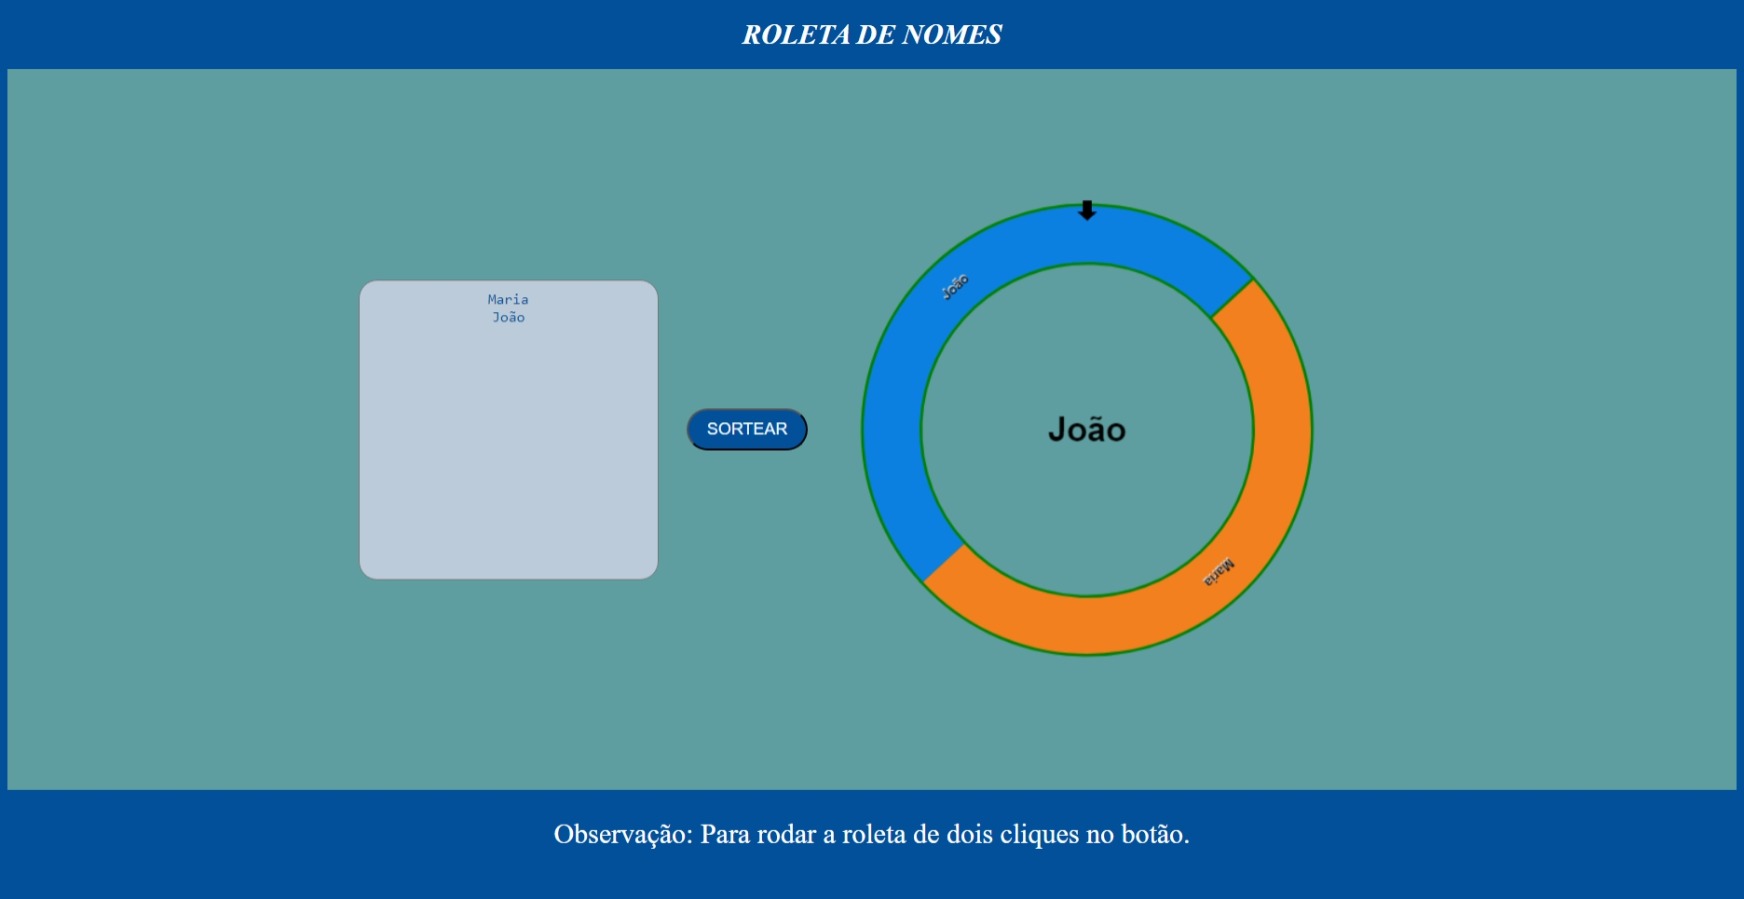 ROLETA DE NOMES
Maria
João
SORTEAR
João
João
Maria
Observação: Para rodar a roleta de dois cliques no botão.